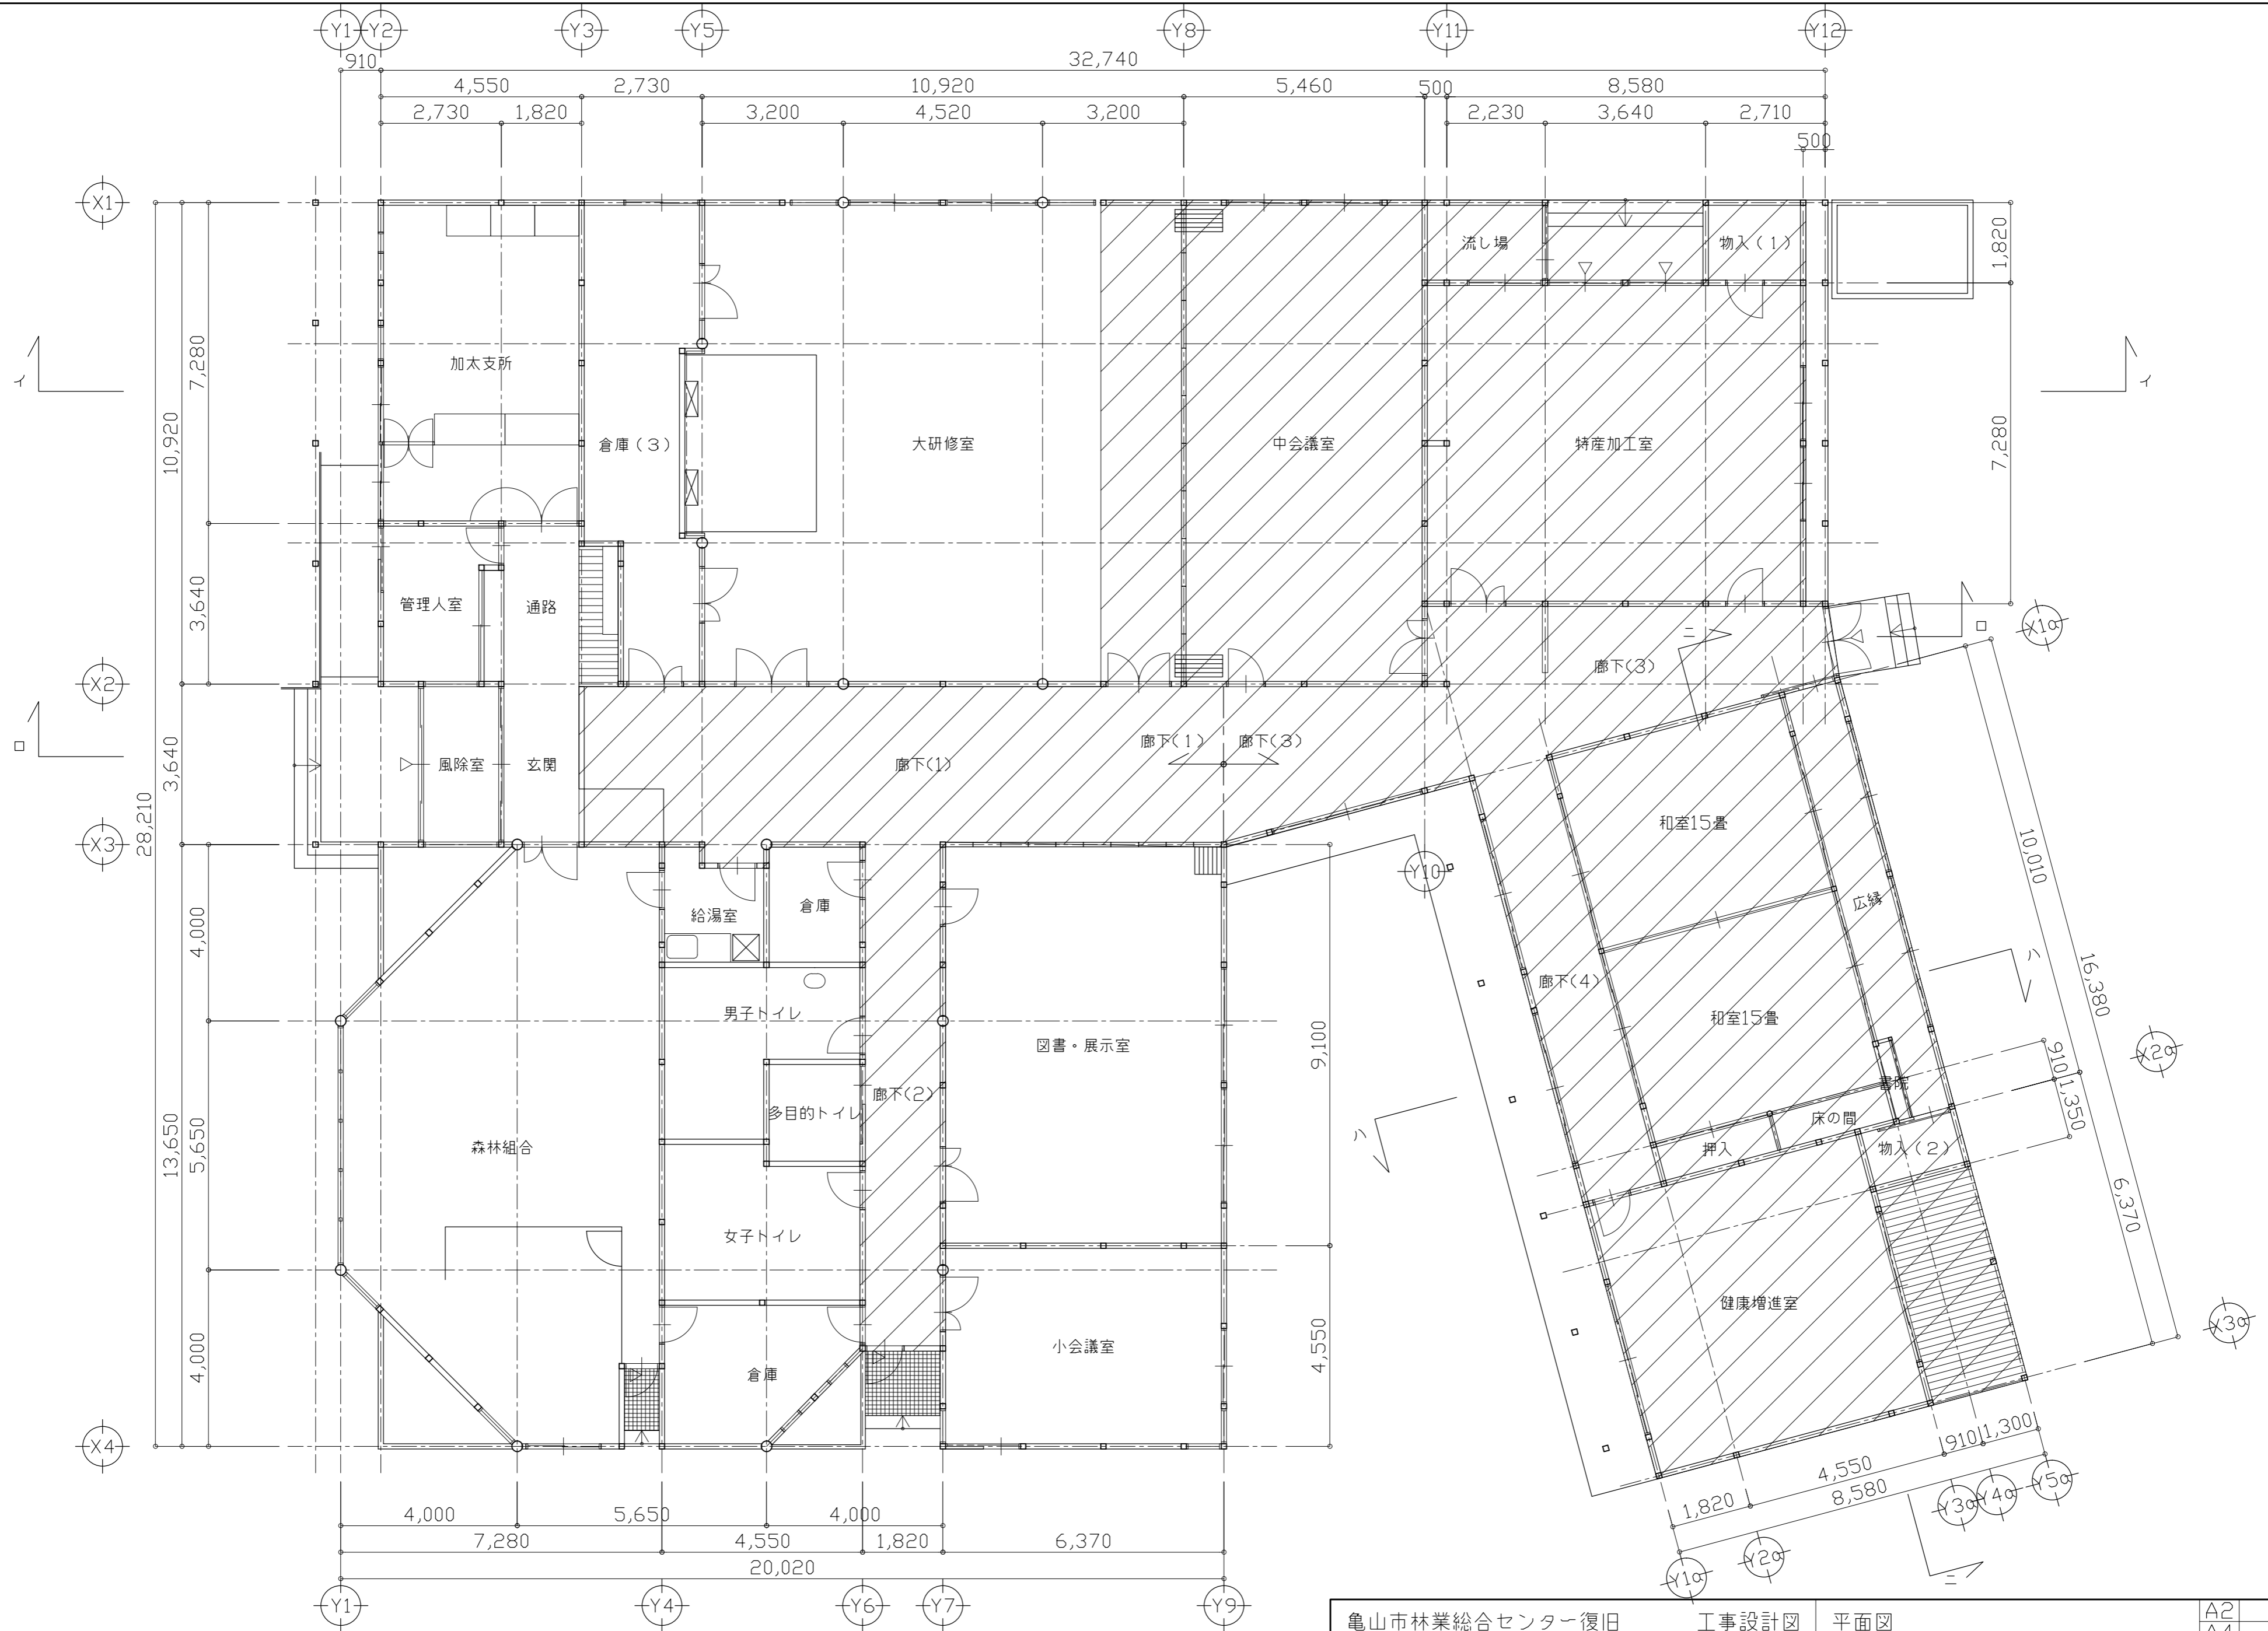 Y1 Y2 Y3 Y5 Y8 Y11 Y12
910 32,740
4,550 2,730 10,920 5,460 500 8,580
2,730 1,820 3,200 4,520 3,200 2,230 3,640 2,710
500
X1
流し場 物入(1) 1,820
7,280 加太支所
イ イ
10,920 倉庫(3) 大研修室 中会議室 特産加工室 7,280
3,640 管理人室 通路
ロ X1a
ニ
X2 廊下(3)
ロ
廊下(1) 廊下(3)
3,640 風除室 玄関 廊下(1)
28,210
和室15畳
X3
Y10 10,010
4,000 給湯室 倉庫 広縁
廊下(4) ハ 16,380
男子トイレ 和室15畳
図書・展示室 9,100
910 X2a
書院 1,350
廊下(2)
多目的トイレ
床の間
ハ
13,650 5,650 森林組合 押入 物入(2)
6,370
女子トイレ
健康増進室
X3a
4,000 倉庫 小会議室 4,550
X4
910 1,300
4,550
8,580
1,820
Y5a
Y4a
Y3a
4,000 5,650 4,000
7,280 4,550 1,820 6,370
20,020
Y2a
Y1a
ニ
Y1 Y4 Y6 Y7 Y9
亀山市林業総合センター復旧 工事設計図 平面図
A2